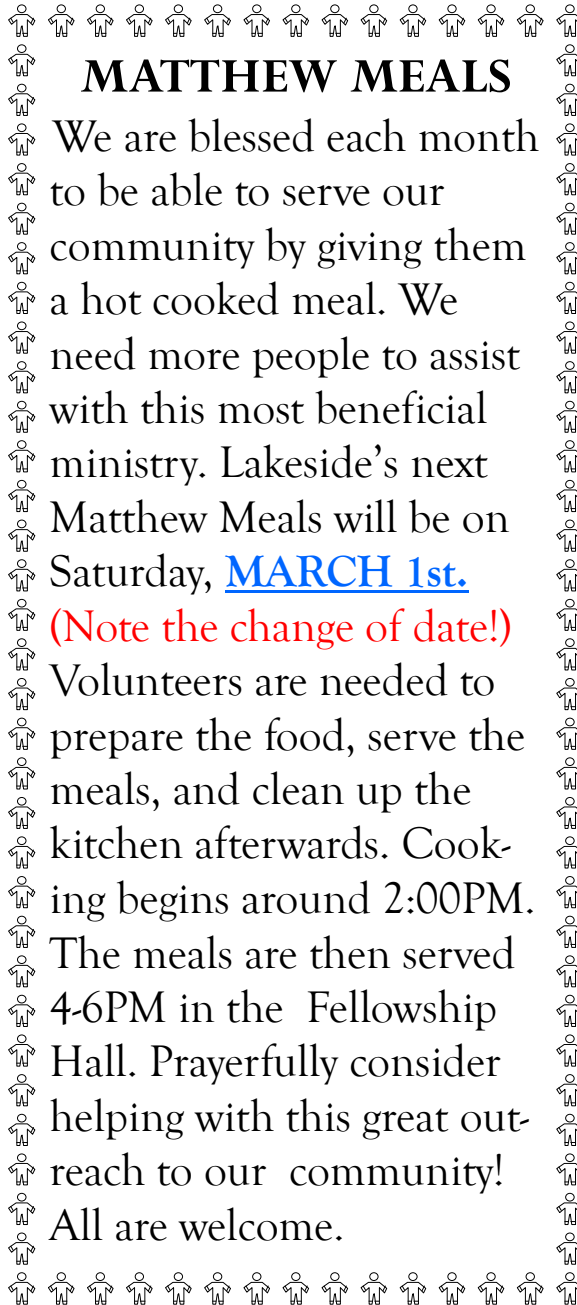 MATTHEW MEALS
We are blessed each month
to be able to serve our
community by giving them
a hot cooked meal. We
need more people to assist
with this most beneficial
ministry. Lakeside’s next
Matthew Meals will be on
Saturday, MARCH 1st.
(Note the change of date!)
Volunteers are needed to
prepare the food, serve the
meals, and clean up the
kitchen afterwards. Cook-
ing begins around 2:00PM.
The meals are then served
4-6PM in the  Fellowship
Hall. Prayerfully consider
helping with this great out-
reach to our  community!
All are welcome.